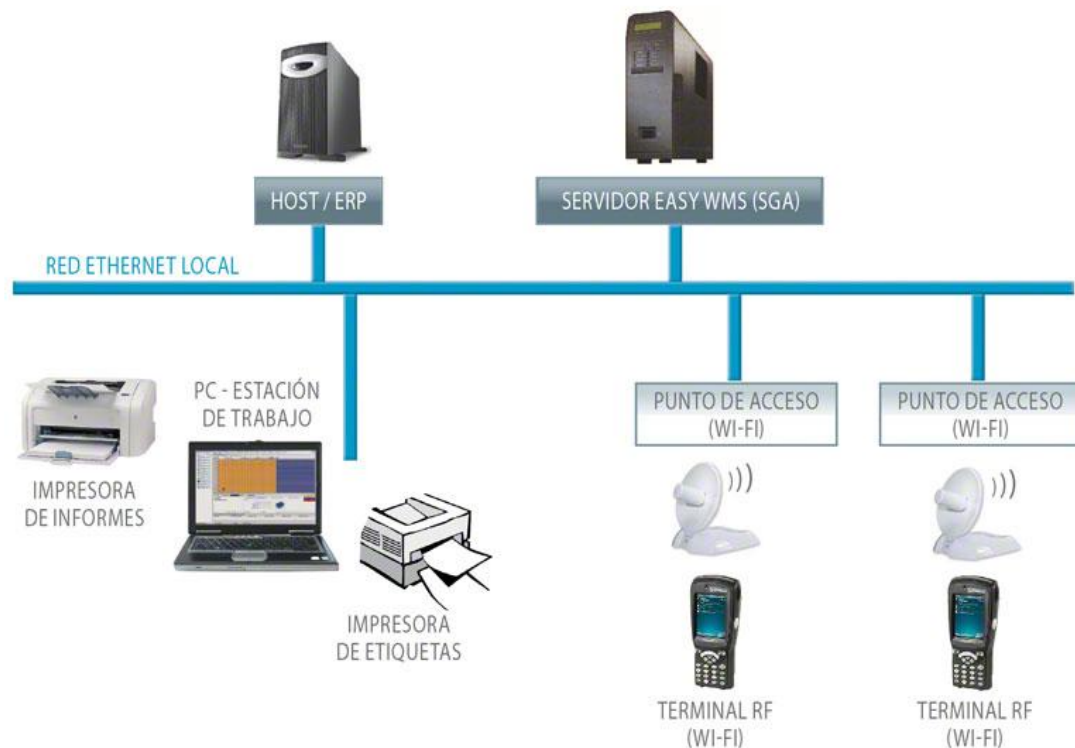 HOST / ERP
SERVIDOR EASY WMS (SGA)
RED ETHERNET LOCAL
PC - ESTACIÓN
DE TRABAJO
IMPRESORA
DE INFORMES
IMPRESORA
DE ETIQUETAS
PUNTO DE ACCESO
(WI-FI)
PUNTO DE ACCESO
(WI-FI)
TERMINAL RF
(WI-FI)
TERMINAL RF
(WI-FI)